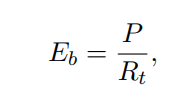 E_b = \frac{P}{R_t},